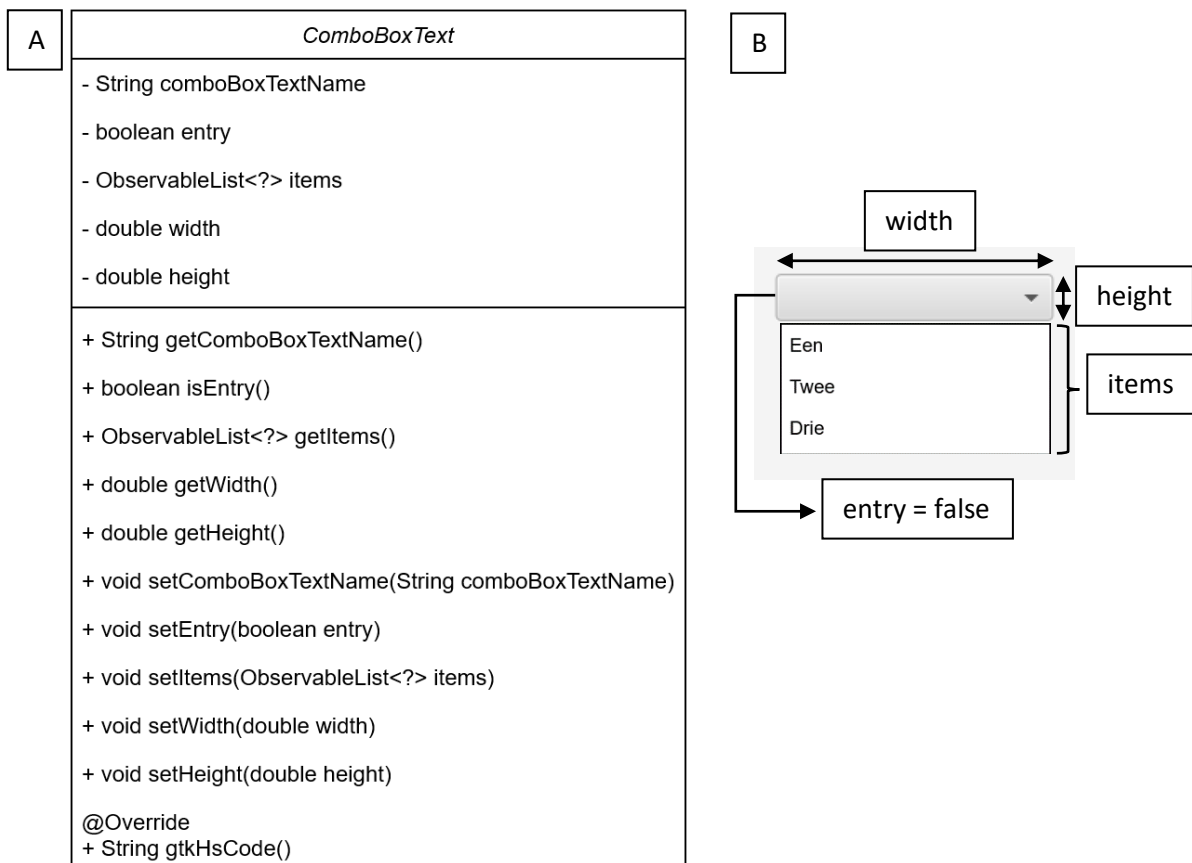 A
ComboBoxText
- String comboBoxTextName
- boolean entry
- ObservableList<?> items
- double width
- double height
+ String getComboBoxTextName()
+ boolean isEntry()
+ ObservableList<?> getItems()
+ double getWidth()
+ double getHeight()
+ void setComboBoxTextName(String comboBoxTextName)
+ void setEntry(boolean entry)
+ void setItems(ObservableList<?> items)
+ void setWidth(double width)
+ void setHeight(double height)
@Override
+ String gtkHsCode()
B
width
height
Een
Twee
Drie
items
entry = false